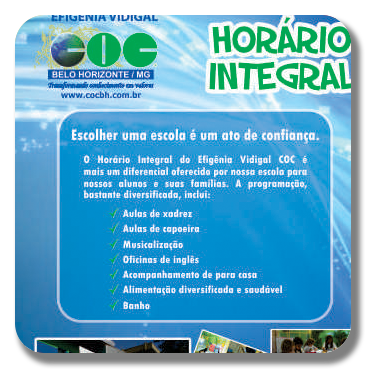 EFIGÊNIA VIDIGAL
COC
BELO HORIZONTE / MG
Transformando conhecimento em valores
www.cocbh.com.br
HORÁRIO
INTEGRAL
Escolher uma escola é um ato de confiança.
O Horário Integral do Efigênia Vidigal COC é
mais um diferencial oferecido por nossa escola para
nossos alunos e suas famílias. A programação,
bastante diversificada, inclui:
Aulas de xadrez
Aulas de capoeira
Musicalização
Oficinas de inglês
Acompanhamento de para casa
Alimentação diversificada e saudável
Banho